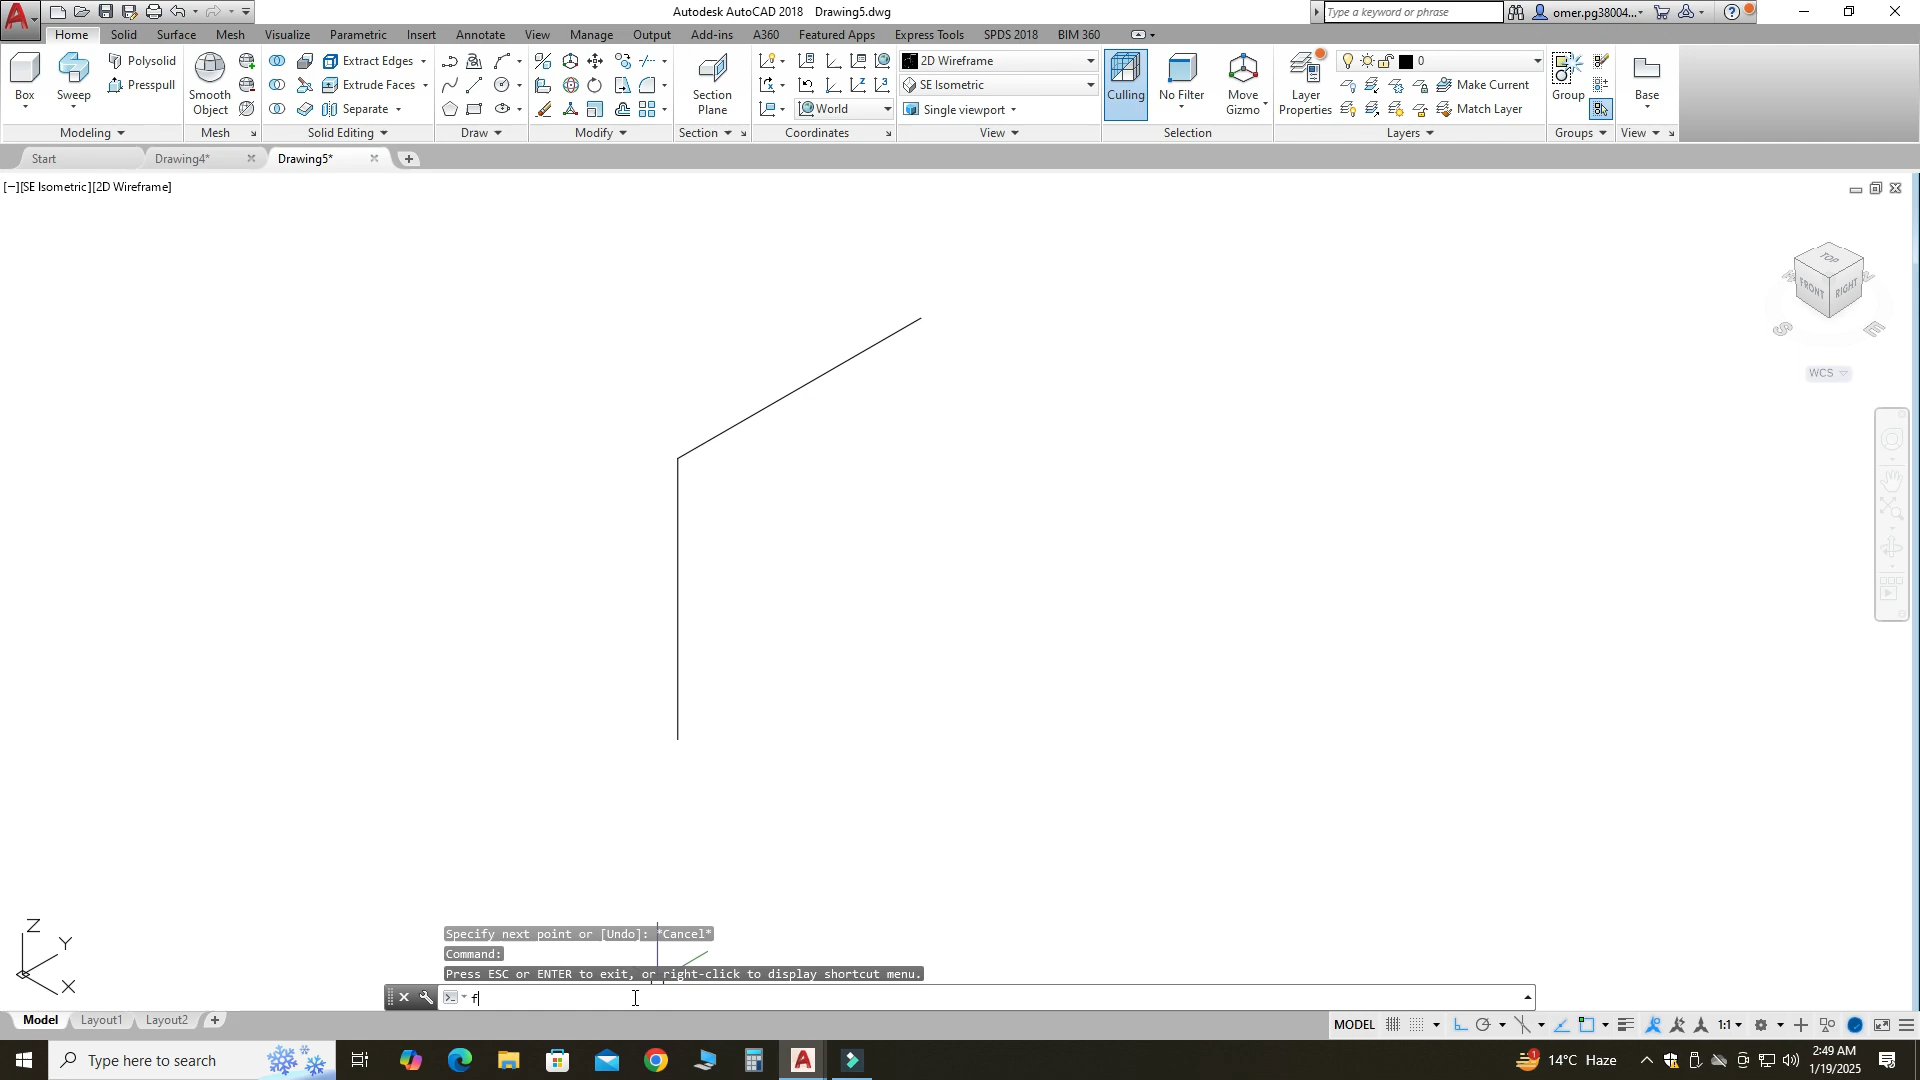 Autodesk AutoCAD 2018 Drawing5.dwg
Type a keyword or phrase
omer.pg38004...
Home Solid Surface Mesh Visualize Parametric Insert Annotate View Manage Output Add-ins A360 Featured Apps Express Tools SPDS 2018 BIM 360
Box
Sweep
Polysolid
Presspull
Modeling
Smooth
Object
Mesh
Extract Edges
Extrude Faces
Separate
Solid Editing
Draw
Modify
Section
Plane
Section
World
Coordinates
2D Wireframe
SE Isometric
Single viewport
View
Culling
No Filter
Move
Gizmo
Selection
Layer
Properties
0
Make Current
Match Layer
Layers
Group
Groups
Base
View
Start
Drawing4*
Drawing5*
[−][SE Isometric][2D Wireframe]
TOP
FRONT
RIGHT
S
E
WCS
Z
Y
X
Specify next point or [Undo]: *Cancel*
Command:
Press ESC or ENTER to exit, or right-click to display shortcut menu.
f
Model Layout1 Layout2
MODEL
1:1
Type here to search
14°C Haze
2:49 AM
1/19/2025